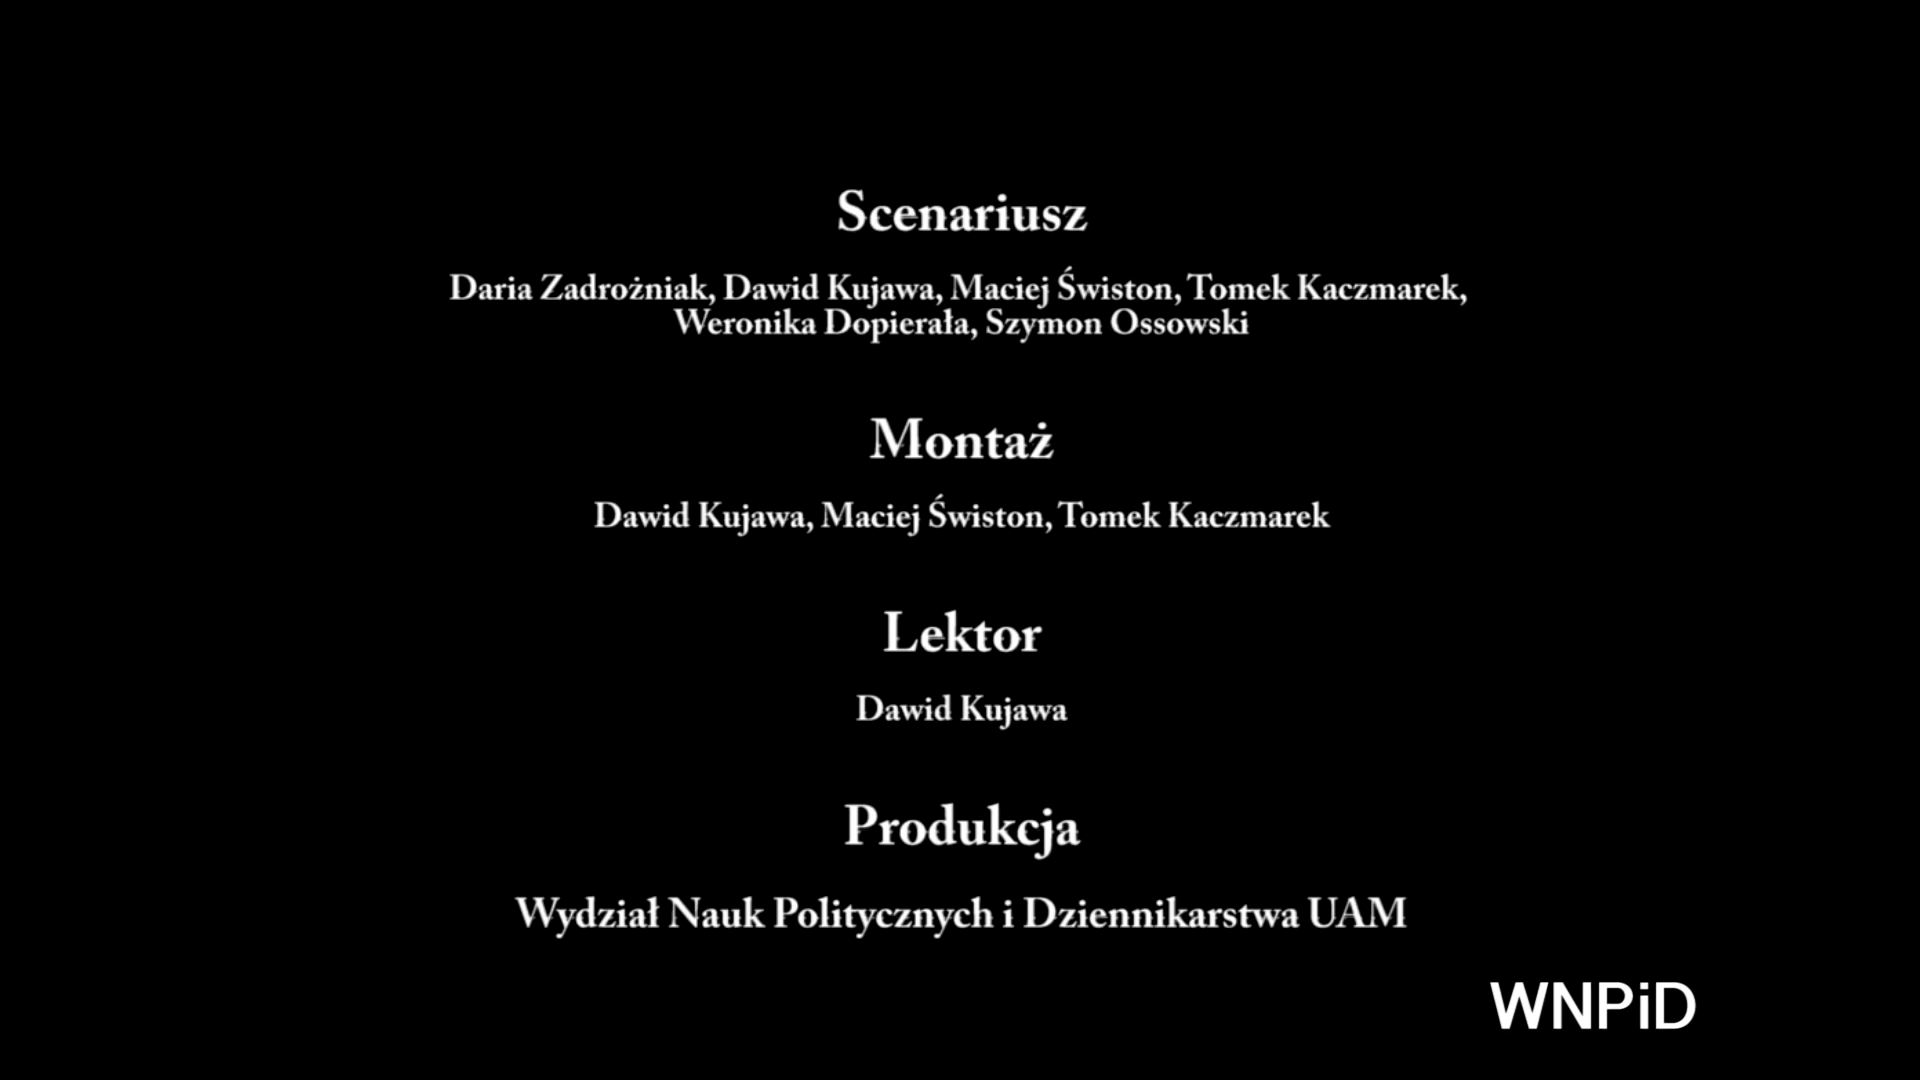 Scenariusz
Daria Zadrożniak, Dawid Kujawa, Maciej Świston, Tomek Kaczmarek,
Weronika Dopierała, Szymon Ossowski
Montaż
Dawid Kujawa, Maciej Świston, Tomek Kaczmarek
Lektor
Dawid Kujawa
Produkcja
Wydział Nauk Politycznych i Dziennikarstwa UAM
WNPiD